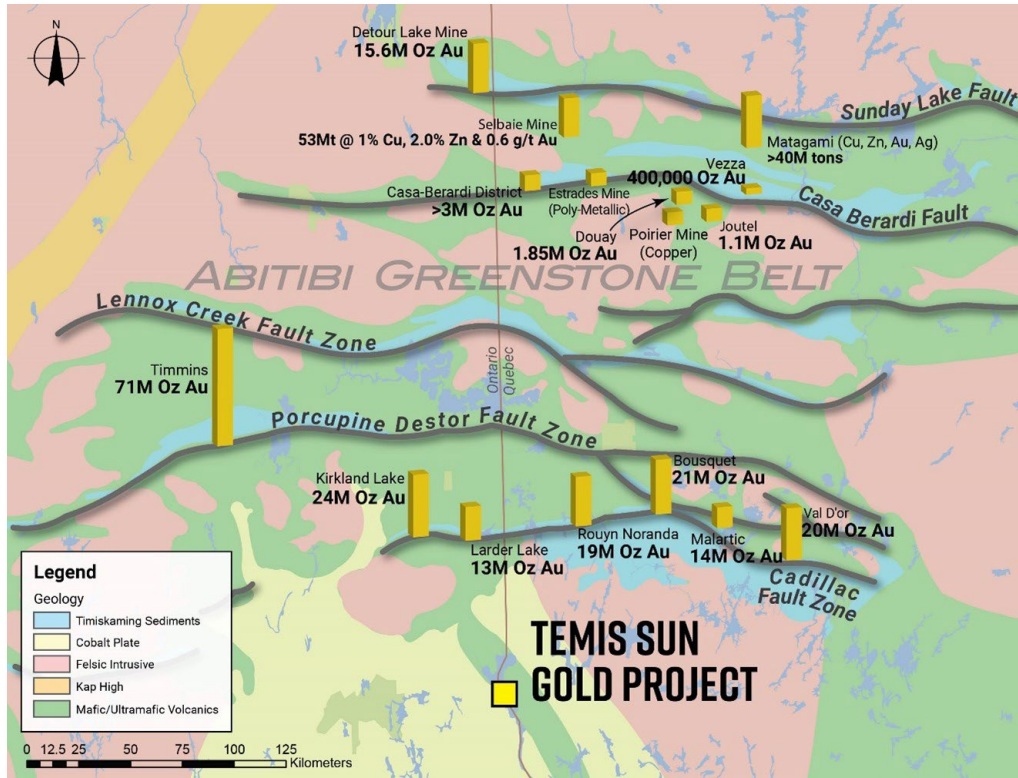 N
Detour Lake Mine
15.6M Oz Au
Sunday Lake Fault
Selbaie Mine
53Mt @ 1% Cu, 2.0% Zn & 0.6 g/t Au
Matagami (Cu, Zn, Au, Ag)
>40M tons
Vezza
400,000 Oz Au
Casa-Berardi District
>3M Oz Au
Estrades Mine
(Poly-Metallic)
Casa Berardi Fault
Douay
1.85M Oz Au
Poirier Mine
(Copper)
Joutel
1.1M Oz Au
Abitibi Greenstone Belt
Lennox Creek Fault Zone
Timmins
71M Oz Au
Ontario
Quebec
Porcupine Destor Fault Zone
Kirkland Lake
24M Oz Au
Bousquet
21M Oz Au
Larder Lake
13M Oz Au
Rouyn Noranda
19M Oz Au
Malartic
14M Oz Au
Val D'or
20M Oz Au
Cadillac
Fault Zone
TEMIS SUN
GOLD PROJECT
Legend
Geology
Timiskaming Sediments
Cobalt Plate
Felsic Intrusive
Kap High
Mafic/Ultramafic Volcanics
0 12.5 25 50 75 100 125
Kilometers